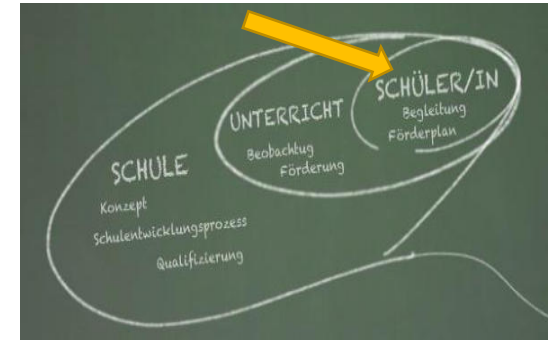 SCHÜLER/IN
Begleitung
Förderplan
UNTERRICHT
Beobachtug
Förderung
SCHULE
Konzept
Schulentwicklungsprozess
Qualifizierung